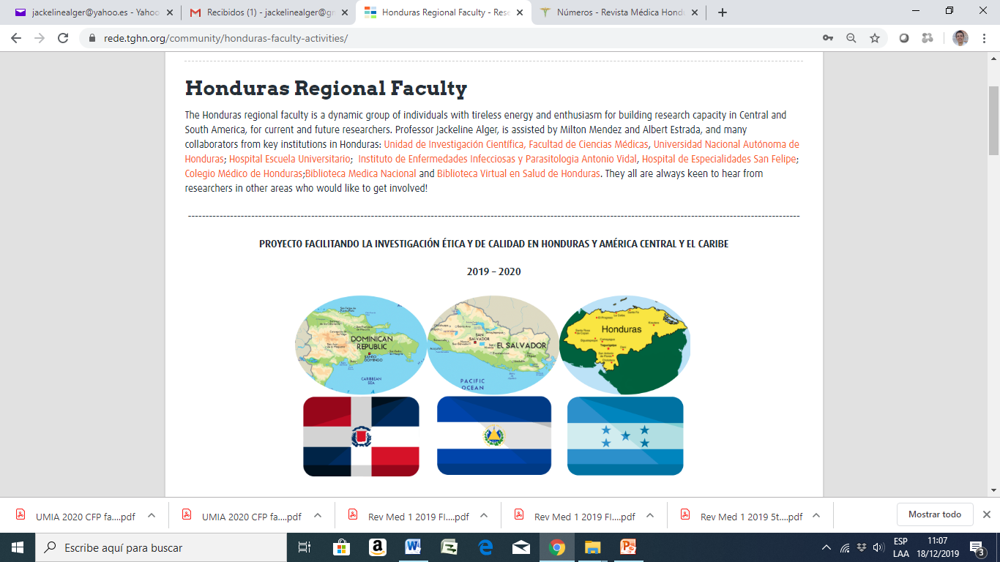 jackelinealger@yahoo.es - Yahoo
Recibidos (1) - jackelinealger@gm
Honduras Regional Faculty - Rese
Números - Revista Médica Hondu
rede.tghn.org/community/honduras-faculty-activities/
Honduras Regional Faculty
The Honduras regional faculty is a dynamic group of individuals with tireless energy and enthusiasm for building research capacity in Central and
South America, for current and future researchers. Professor Jackeline Alger, is assisted by Milton Mendez and Albert Estrada, and many
collaborators from key institutions in Honduras: Unidad de Investigación Científica, Facultad de Ciencias Médicas, Universidad Nacional Autónoma de
Honduras; Hospital Escuela Universitario;  Instituto de Enfermedades Infecciosas y Parasitologia Antonio Vidal, Hospital de Especialidades San Felipe;
Colegio Médico de Honduras;Biblioteca Medica Nacional and Biblioteca Virtual en Salud de Honduras. They all are always keen to hear from
researchers in other areas who would like to get involved!
PROYECTO FACILITANDO LA INVESTIGACIÓN ÉTICA Y DE CALIDAD EN HONDURAS Y AMÉRICA CENTRAL Y EL CARIBE
2019 – 2020
DOMINICAN
REPUBLIC
SANTO
DOMINGO
CARIBBEAN
SEA
SAN
SALVADOR
EL SALVADOR
PACIFIC
OCEAN
Honduras
Tegucigalpa
UMIA 2020 CFP fa....pdf
UMIA 2020 CFP fa....pdf
Rev Med 1 2019 FI....pdf
Rev Med 1 2019 FI....pdf
Rev Med 1 2019 5t....pdf
Mostrar todo
Escribe aquí para buscar
ESP
LAA
11:07
18/12/2019
3